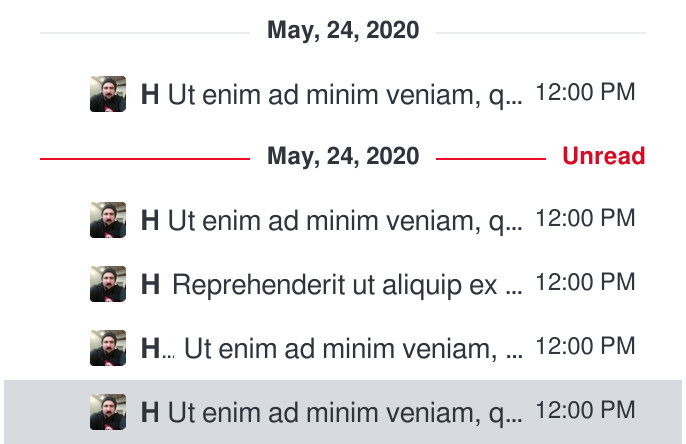 May, 24, 2020
H Ut enim ad minim veniam, q... 12:00 PM
May, 24, 2020 Unread
H Ut enim ad minim veniam, q... 12:00 PM
H Reprehenderit ut aliquip ex ... 12:00 PM
H... Ut enim ad minim veniam, ... 12:00 PM
H Ut enim ad minim veniam, q... 12:00 PM